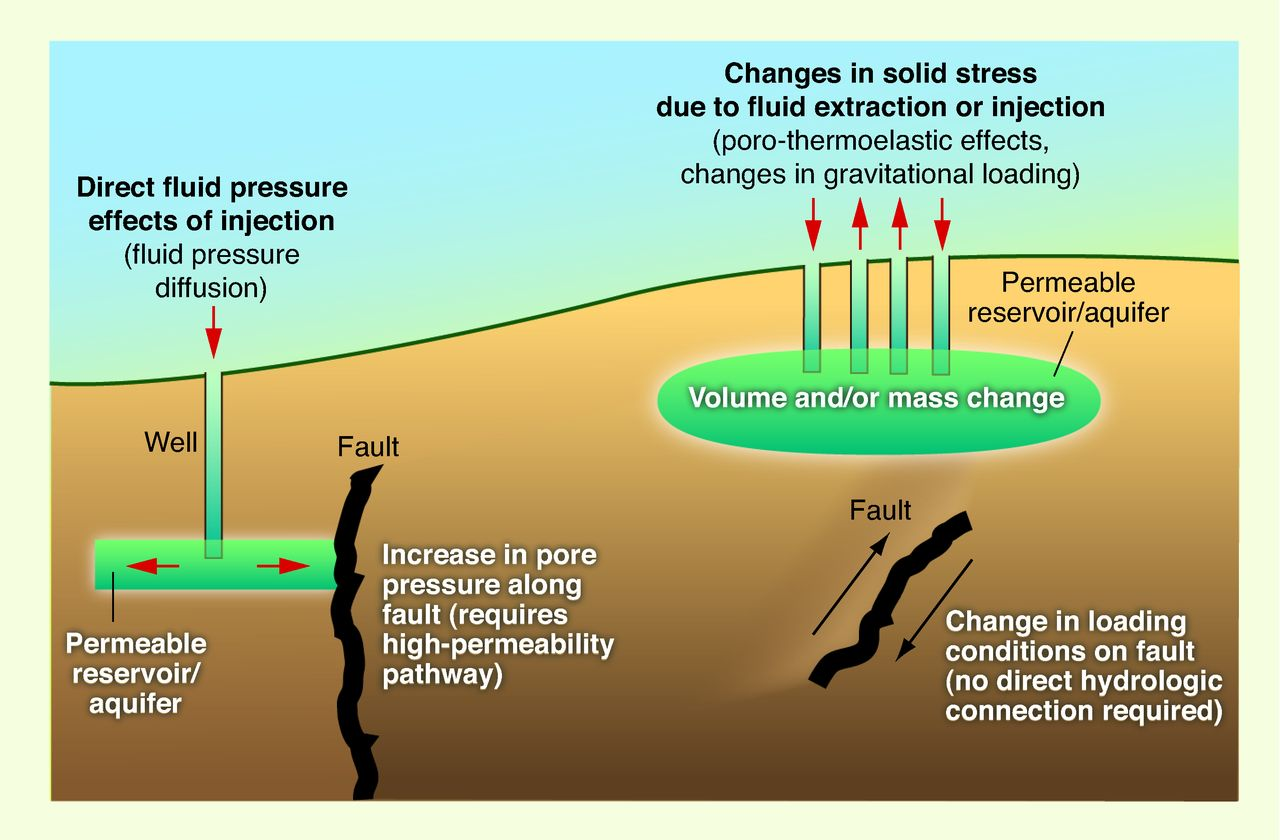 Direct fluid pressure
effects of injection
(fluid pressure
diffusion)
Well
Fault
Permeable
reservoir/
aquifer
Increase in pore
pressure along
fault (requires
high-permeability
pathway)
Changes in solid stress
due to fluid extraction or injection
(poro-thermoelastic effects,
changes in gravitational loading)
Permeable
reservoir/aquifer
Volume and/or mass change
Fault
Change in loading
conditions on fault
(no direct hydrologic
connection required)